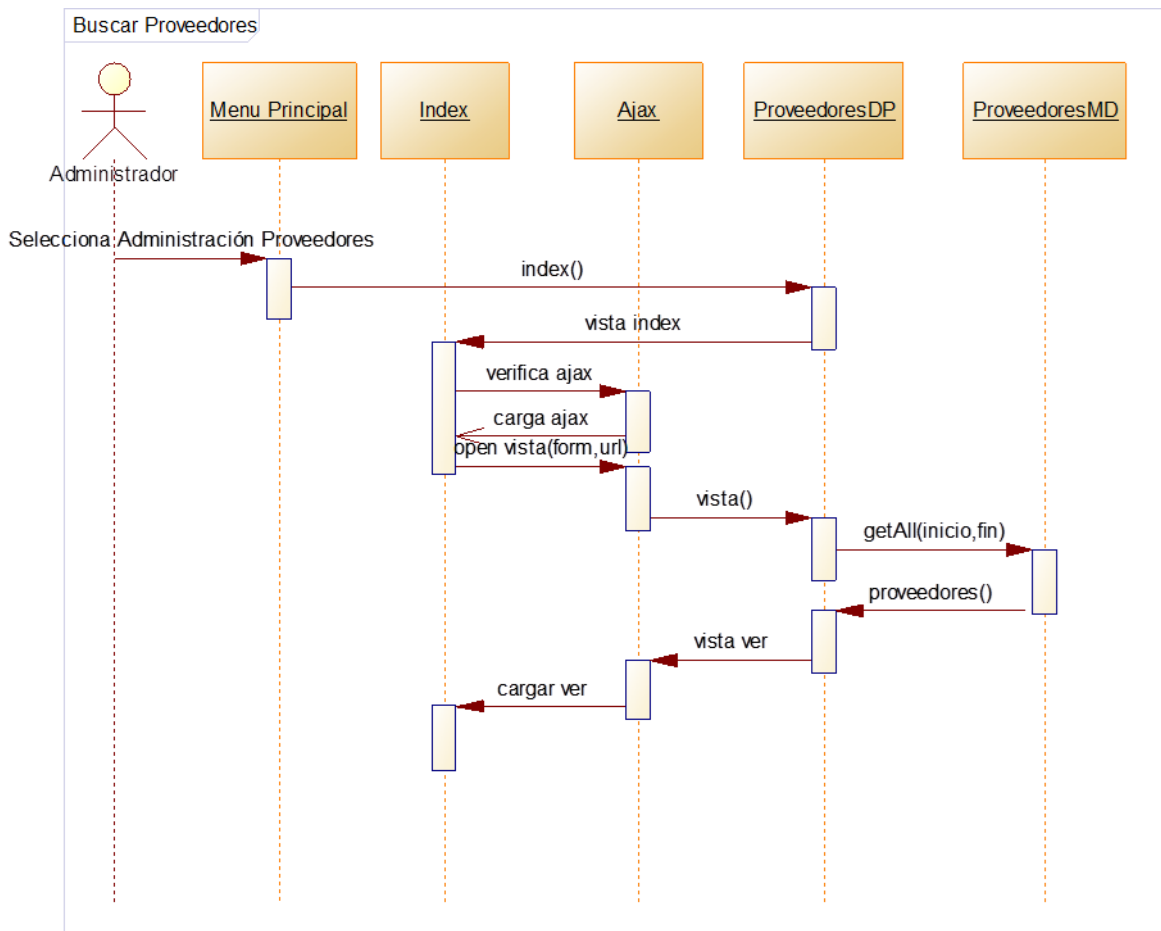 Buscar Proveedores
Menu Principal
Index
Ajax
ProveedoresDP
ProveedoresMD
Administrador
Selecciona Administración Proveedores
index()
vista index
verifica ajax
carga ajax
open vista(form,url)
vista()
getAll(inicio,fin)
proveedores()
vista ver
cargar ver